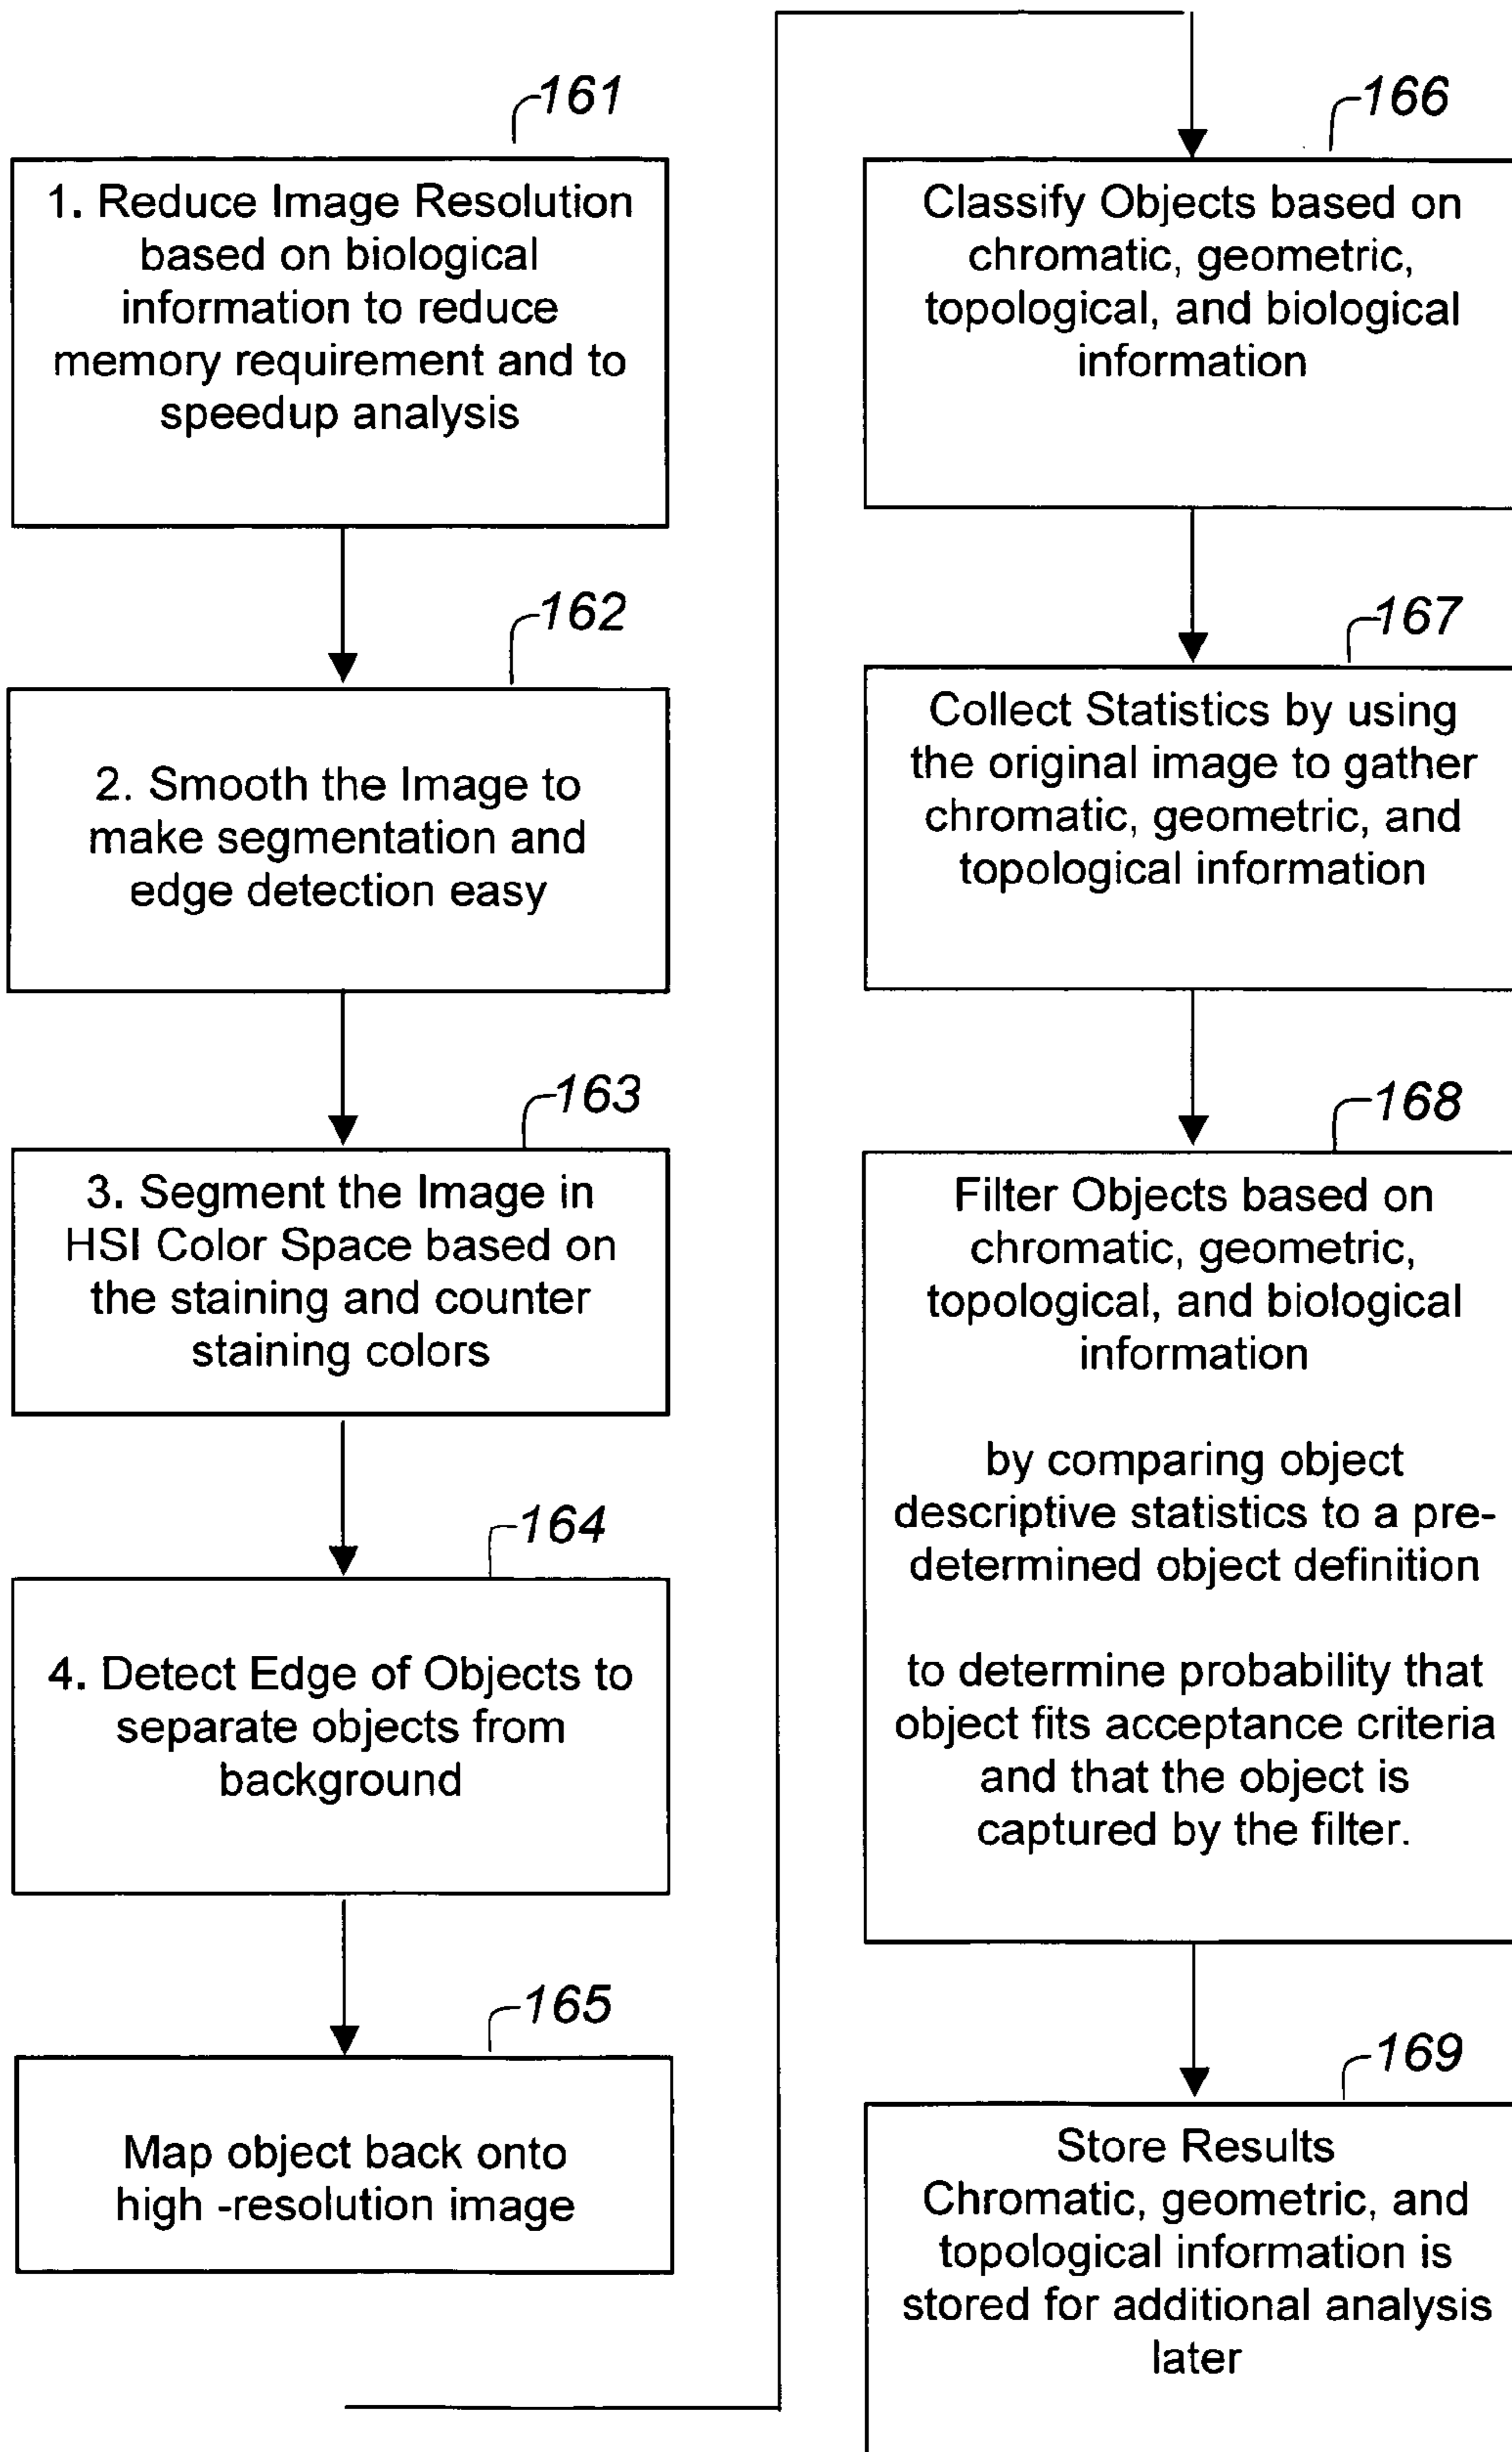 161
1. Reduce Image Resolution
based on biological
information to reduce
memory requirement and to
speedup analysis
162
2. Smooth the Image to
make segmentation and
edge detection easy
163
3. Segment the Image in
HSI Color Space based on
the staining and counter
staining colors
164
4. Detect Edge of Objects to
separate objects from
background
165
Map object back onto
high -resolution image
166
Classify Objects based on
chromatic, geometric,
topological, and biological
information
167
Collect Statistics by using
the original image to gather
chromatic, geometric, and
topological information
168
Filter Objects based on
chromatic, geometric,
topological, and biological
information
by comparing object
descriptive statistics to a pre-
determined object definition
to determine probability that
object fits acceptance criteria
and that the object is
captured by the filter.
169
Store Results
Chromatic, geometric, and
topological information is
stored for additional analysis
later